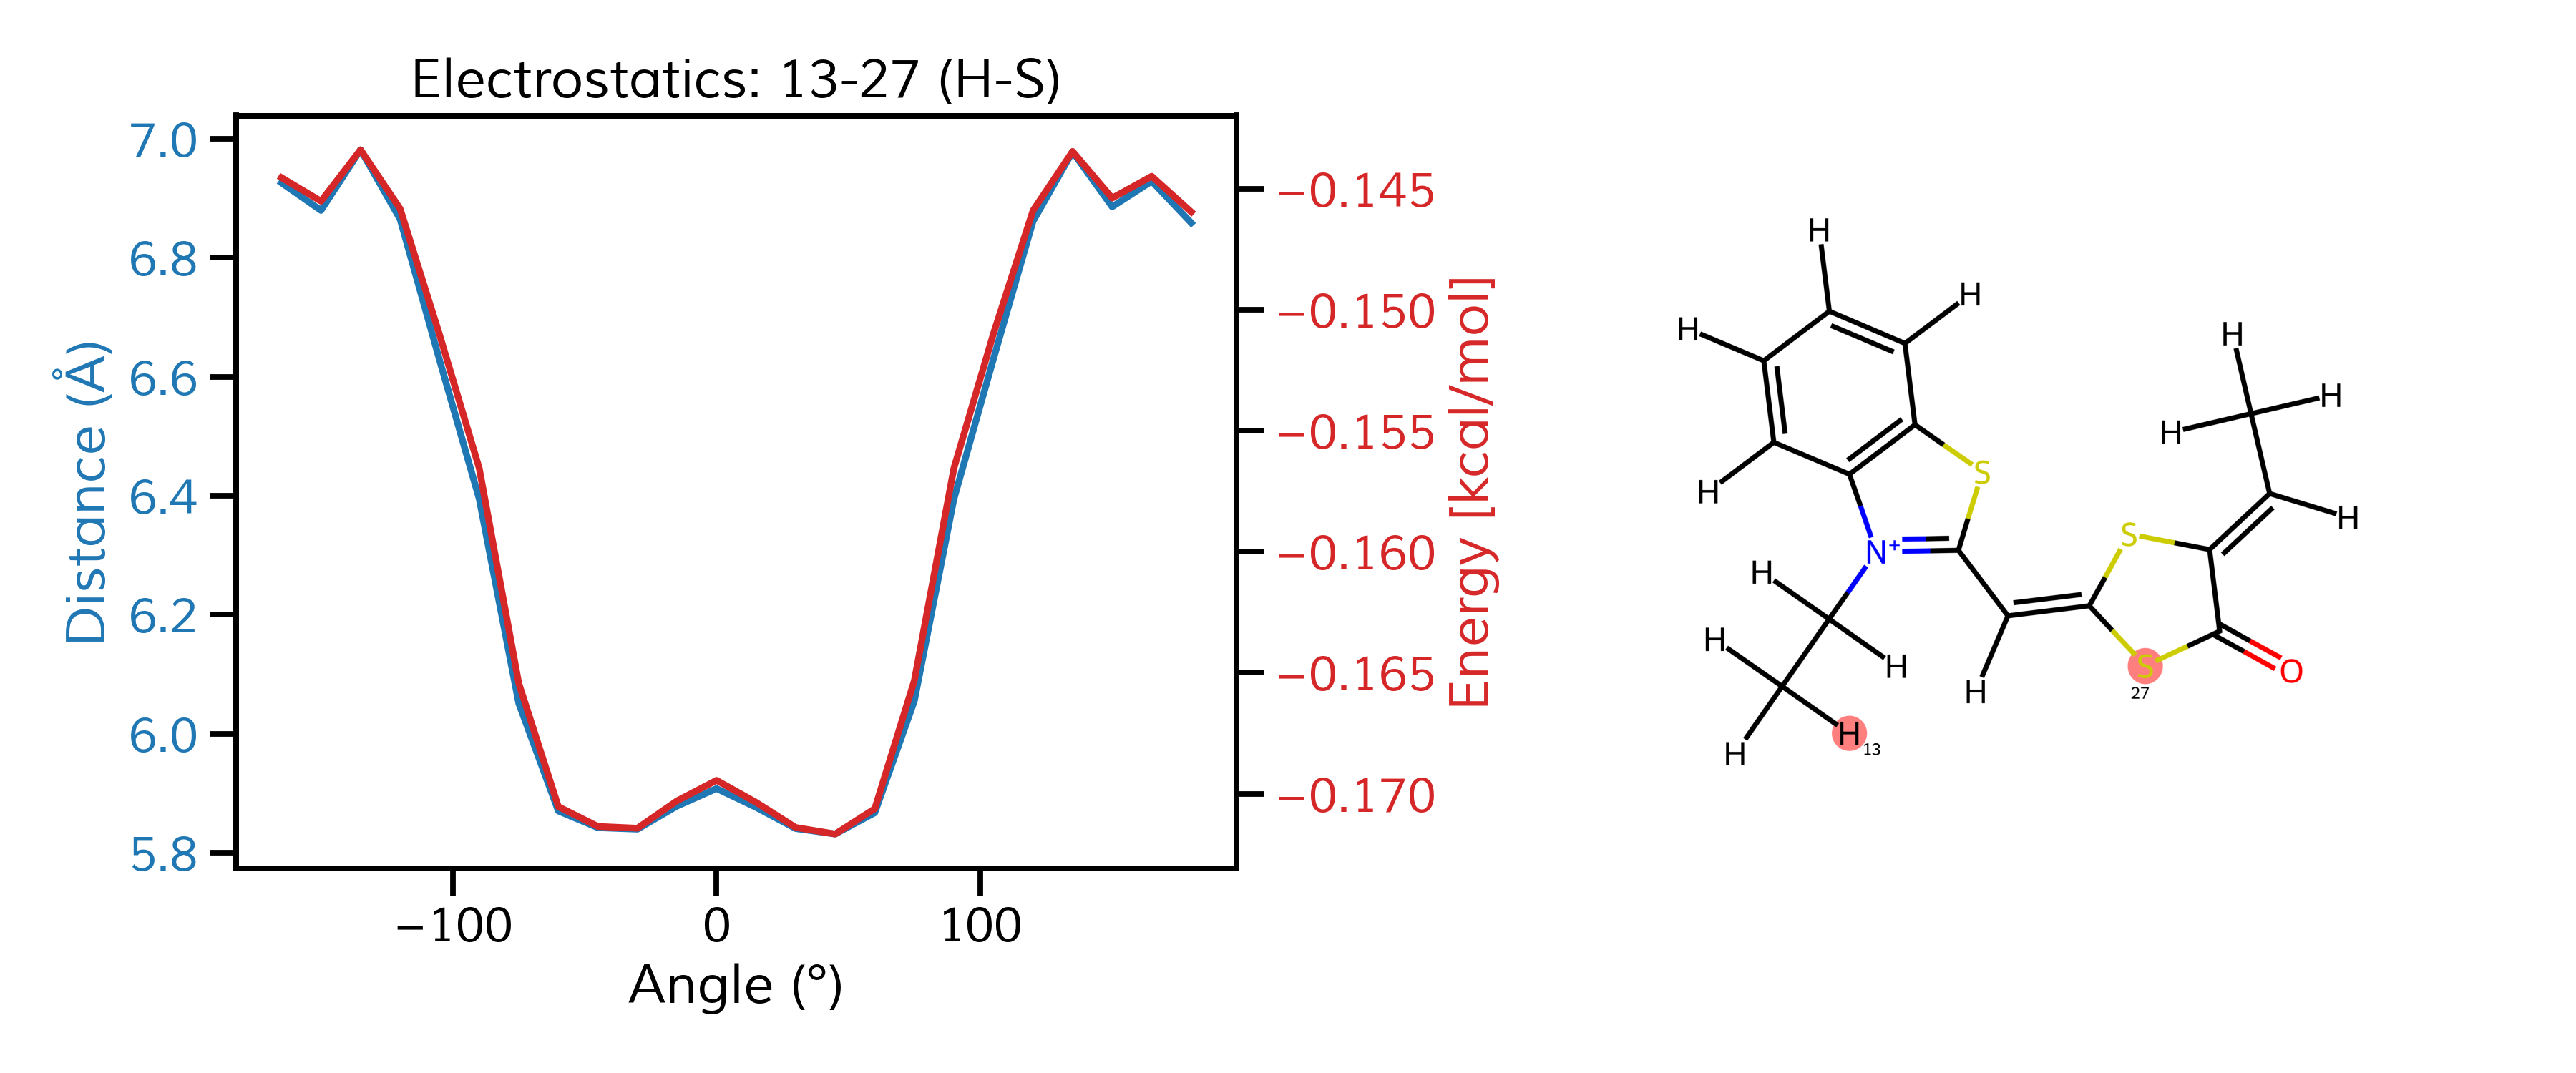 Electrostatics: 13-27 (H-S)
7.0
6.8
6.6
6.4
6.2
6.0
5.8
Distance (Å)
−100
0
100
Angle (°)
−0.145
−0.150
−0.155
−0.160
−0.165
−0.170
Energy [kcal/mol]
H
H
H
H
H
H
H
S
H
H
S
N+
H
H
H
S
27
O
H
H
13
H